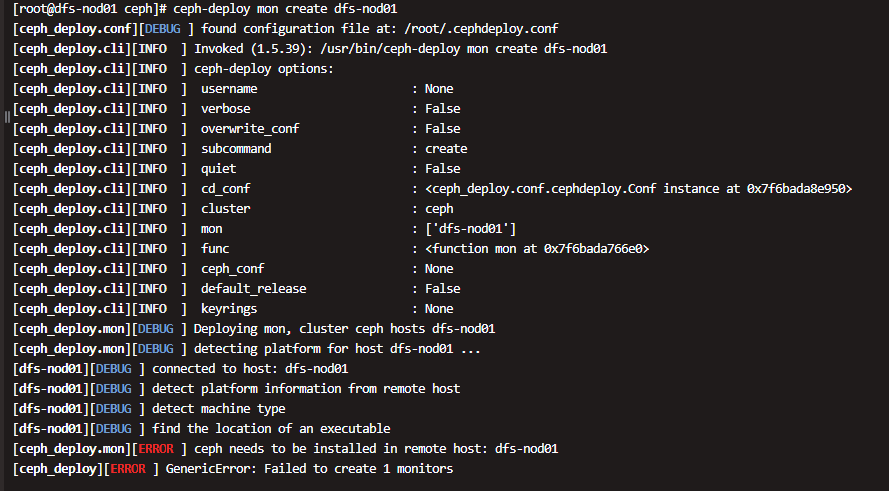 [root@dfs-nod01 ceph]# ceph-deploy mon create dfs-nod01
[ceph_deploy.conf][DEBUG ] found configuration file at: /root/.cephdeploy.conf
[ceph_deploy.cli][INFO  ] Invoked (1.5.39): /usr/bin/ceph-deploy mon create dfs-nod01
[ceph_deploy.cli][INFO  ] ceph-deploy options:
[ceph_deploy.cli][INFO  ]  username                      : None
[ceph_deploy.cli][INFO  ]  verbose                       : False
[ceph_deploy.cli][INFO  ]  overwrite_conf                : False
[ceph_deploy.cli][INFO  ]  subcommand                    : create
[ceph_deploy.cli][INFO  ]  quiet                         : False
[ceph_deploy.cli][INFO  ]  cd_conf                       : <ceph_deploy.conf.cephdeploy.Conf instance at 0x7f6bada8e950>
[ceph_deploy.cli][INFO  ]  cluster                       : ceph
[ceph_deploy.cli][INFO  ]  mon                           : ['dfs-nod01']
[ceph_deploy.cli][INFO  ]  func                          : <function mon at 0x7f6bada766e0>
[ceph_deploy.cli][INFO  ]  ceph_conf                     : None
[ceph_deploy.cli][INFO  ]  default_release               : False
[ceph_deploy.cli][INFO  ]  keyrings                      : None
[ceph_deploy.mon][DEBUG ] Deploying mon, cluster ceph hosts dfs-nod01
[ceph_deploy.mon][DEBUG ] detecting platform for host dfs-nod01 ...
[dfs-nod01][DEBUG ] connected to host: dfs-nod01
[dfs-nod01][DEBUG ] detect platform information from remote host
[dfs-nod01][DEBUG ] detect machine type
[dfs-nod01][DEBUG ] find the location of an executable
[ceph_deploy.mon][ERROR ] ceph needs to be installed in remote host: dfs-nod01
[ceph_deploy][ERROR ] GenericError: Failed to create 1 monitors